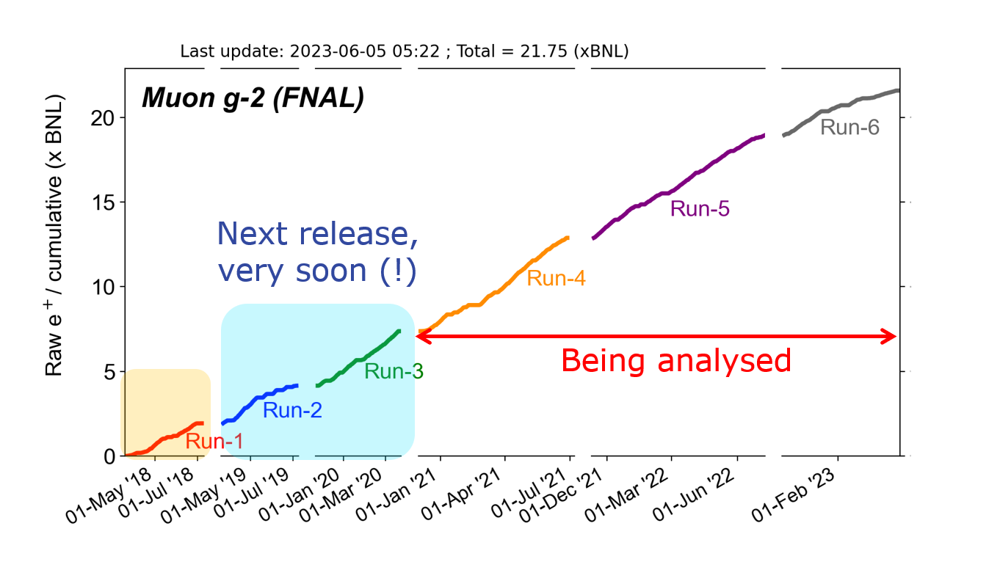 Last update: 2023-06-05 05:22 ; Total = 21.75 (xBNL)
Muon g-2 (FNAL)
Raw e+ / cumulative (x BNL)
20
15
10
5
0
Run-6
Run-5
Next release,
very soon (!)
Run-4
Being analysed
Run-3
Run-2
Run-1
01-May '18
01-Jul '18
01-May '19
01-Jul '19
01-Jan '20
01-Mar '20
01-Jan '21
01-Apr '21
01-Jul '21
01-Dec '21
01-Mar '22
01-Jun '22
01-Feb '23